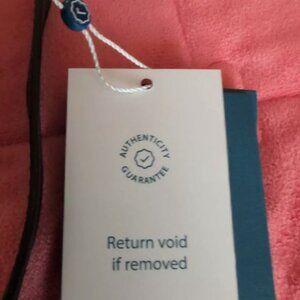 AUTHENTICITY
GUARANTEE
Return void
if removed